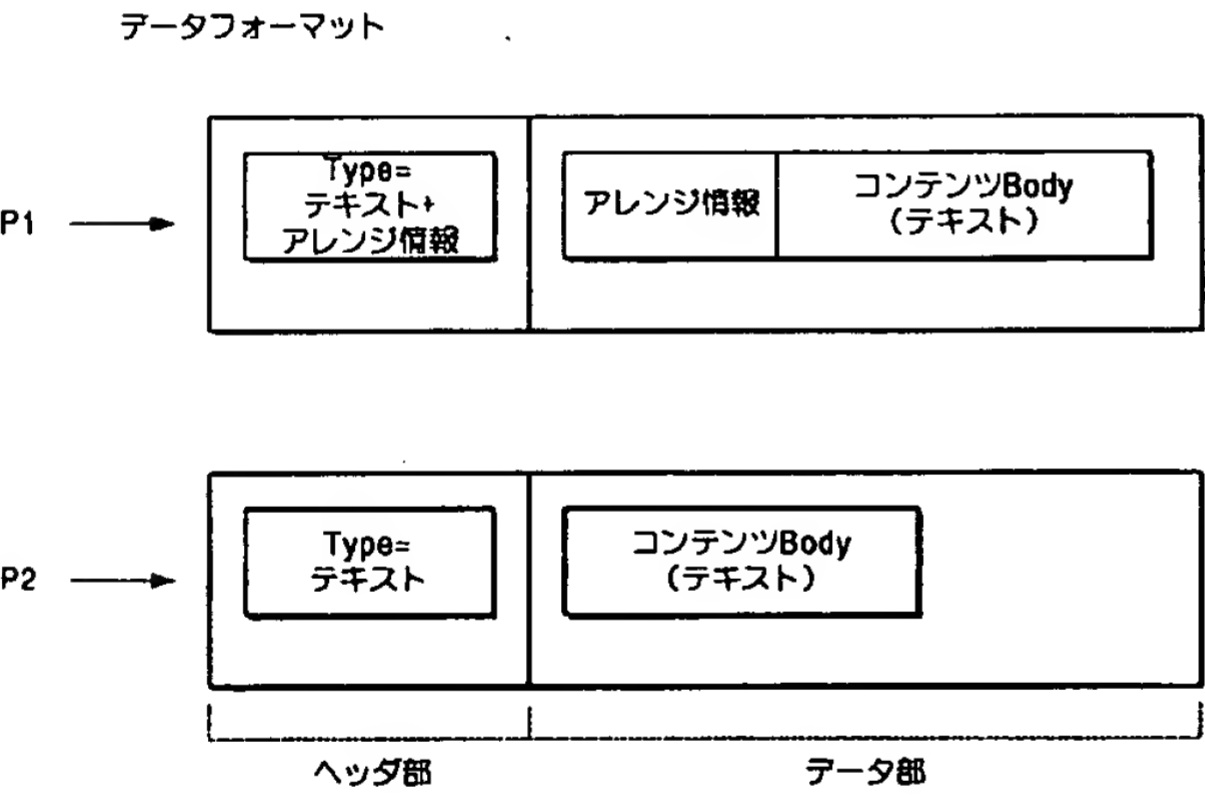 データフォーマット
P1
Type=
テキスト+
アレンジ情報
アレンジ情報
コンテンツBody
(テキスト)
P2
Type=
テキスト
コンテンツBody
(テキスト)
ヘッダ部
データ部